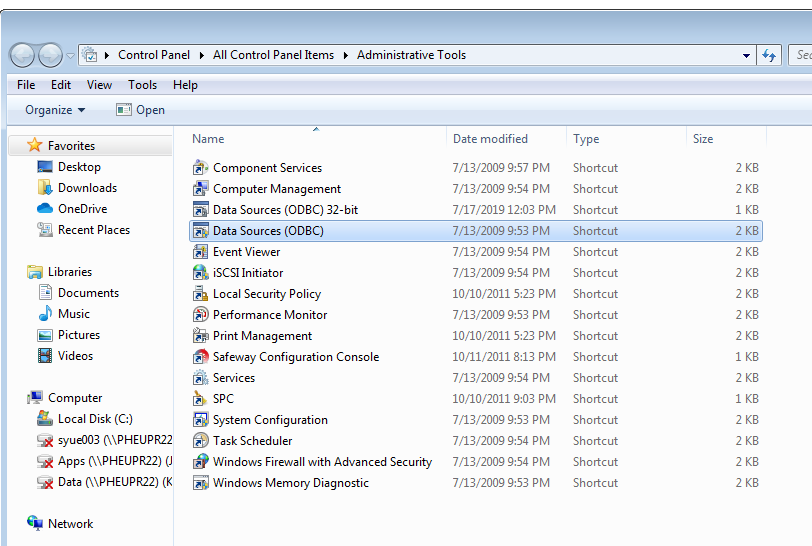 Control Panel All Control Panel Items Administrative Tools Sea
File Edit View Tools Help
Organize Open
Name Date modified Type Size
Favorites
Desktop
Downloads
OneDrive
Recent Places
Libraries
Documents
Music
Pictures
Videos
Computer
Local Disk (C:)
syue003 (\\PHEUPR22
Apps (\\PHEUPR22) (J
Data (\\PHEUPR22) (K
Network
Component Services 7/13/2009 9:57 PM Shortcut 2 KB
Computer Management 7/13/2009 9:54 PM Shortcut 2 KB
Data Sources (ODBC) 32-bit 7/17/2019 12:03 PM Shortcut 1 KB
Data Sources (ODBC) 7/13/2009 9:53 PM Shortcut 2 KB
Event Viewer 7/13/2009 9:54 PM Shortcut 2 KB
iSCSI Initiator 7/13/2009 9:54 PM Shortcut 2 KB
Local Security Policy 10/10/2011 5:23 PM Shortcut 2 KB
Performance Monitor 7/13/2009 9:53 PM Shortcut 2 KB
Print Management 10/10/2011 5:23 PM Shortcut 2 KB
Safeway Configuration Console 10/11/2011 8:13 PM Shortcut 1 KB
Services 7/13/2009 9:54 PM Shortcut 2 KB
SPC 10/10/2011 9:03 PM Shortcut 1 KB
System Configuration 7/13/2009 9:53 PM Shortcut 2 KB
Task Scheduler 7/13/2009 9:54 PM Shortcut 2 KB
Windows Firewall with Advanced Security 7/13/2009 9:54 PM Shortcut 2 KB
Windows Memory Diagnostic 7/13/2009 9:53 PM Shortcut 2 KB